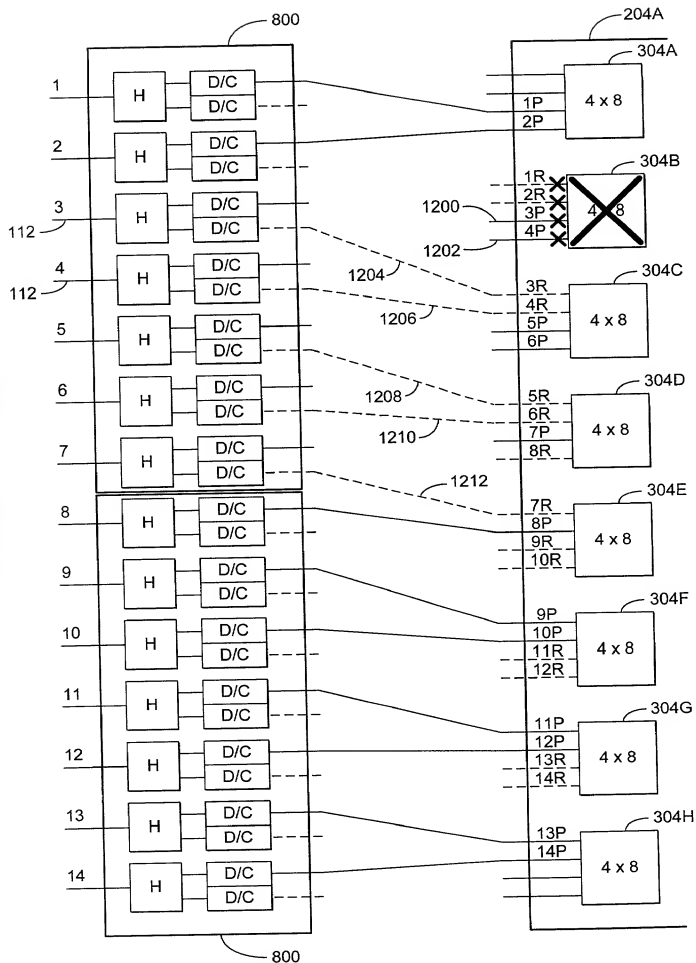 800
204A
1
H
D/C
D/C
304A
1P
2P
4 x 8
2
H
D/C
D/C
304B
1R
2R
3P
4P
4 8
1200
1202
3
112
H
D/C
D/C
1204
304C
3R
4R
5P
6P
4 x 8
4
112
H
D/C
D/C
1206
5
H
D/C
D/C
1208
304D
5R
6R
7P
8R
4 x 8
6
H
D/C
D/C
1210
7
H
D/C
D/C
1212
304E
7R
8P
9R
10R
4 x 8
8
H
D/C
D/C
9
H
D/C
D/C
304F
9P
10P
11R
12R
4 x 8
10
H
D/C
D/C
11
H
D/C
D/C
304G
11P
12P
13R
14R
4 x 8
12
H
D/C
D/C
13
H
D/C
D/C
304H
13P
14P
4 x 8
14
H
D/C
D/C
800